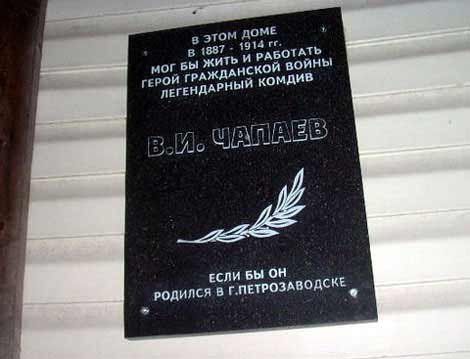 В ЭТОМ ДОМЕ
В 1887 - 1914 гг.
МОГ БЫ ЖИТЬ И РАБОТАТЬ
ГЕРОЙ ГРАЖДАНСКОЙ ВОЙНЫ
ЛЕГЕНДАРНЫЙ КОМДИВ
В.И. ЧАПАЕВ
ЕСЛИ БЫ ОН
РОДИЛСЯ В Г.ПЕТРОЗАВОДСКЕ